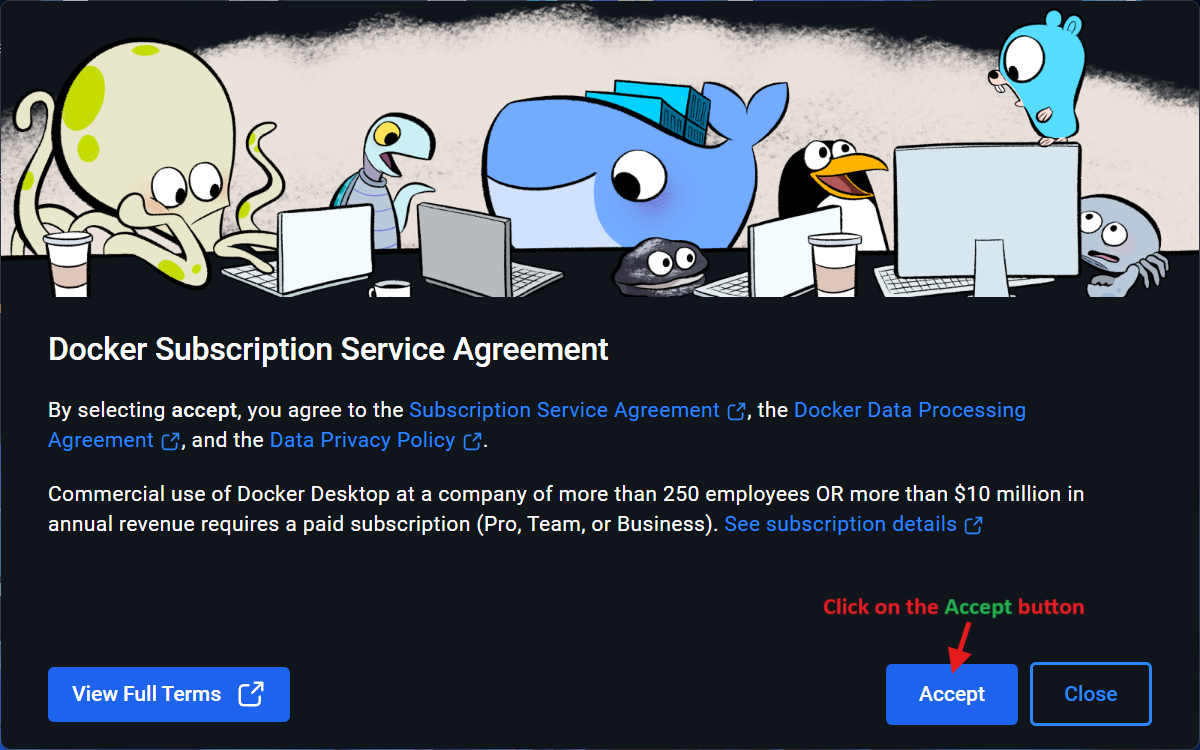 Docker Subscription Service Agreement
By selecting accept, you agree to the Subscription Service Agreement, the Docker Data Processing
Agreement, and the Data Privacy Policy.
Commercial use of Docker Desktop at a company of more than 250 employees OR more than $10 million in
annual revenue requires a paid subscription (Pro, Team, or Business). See subscription details
Click on the Accept button
View Full Terms
Accept
Close